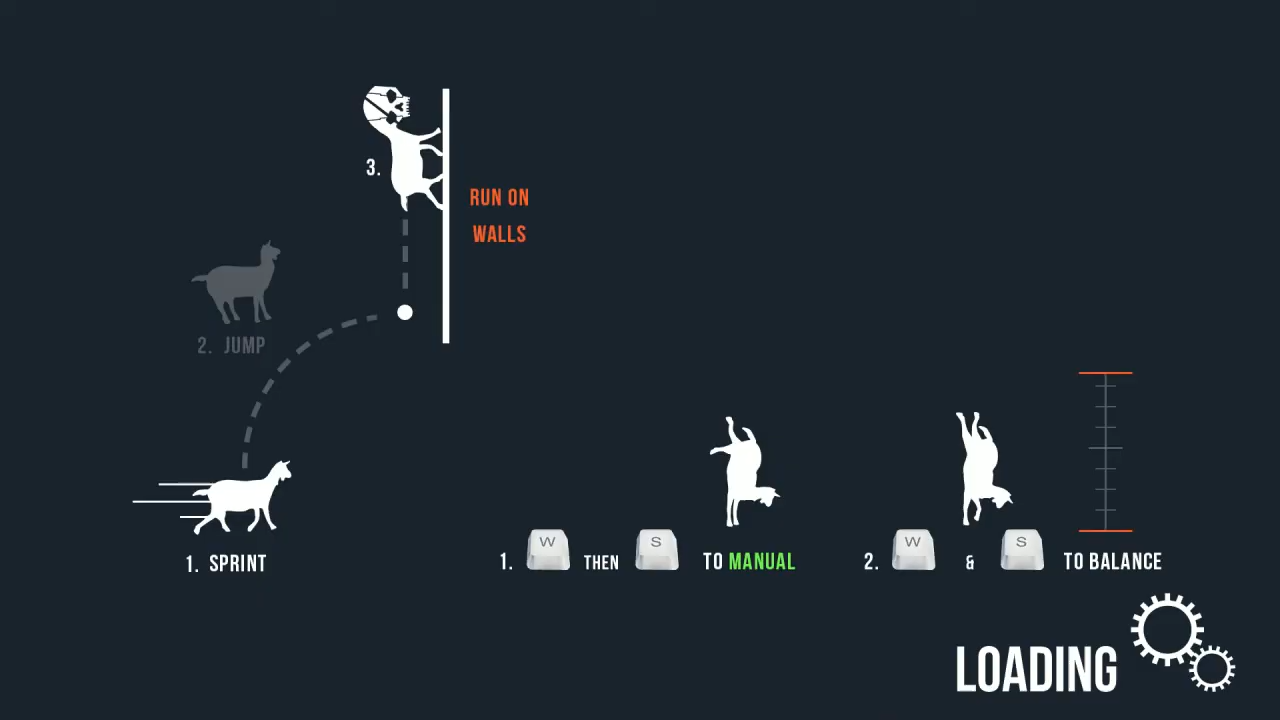 3.
RUN ON
WALLS
2. JUMP
1. SPRINT
1. W THEN S TO MANUAL
2. W & S TO BALANCE
LOADING